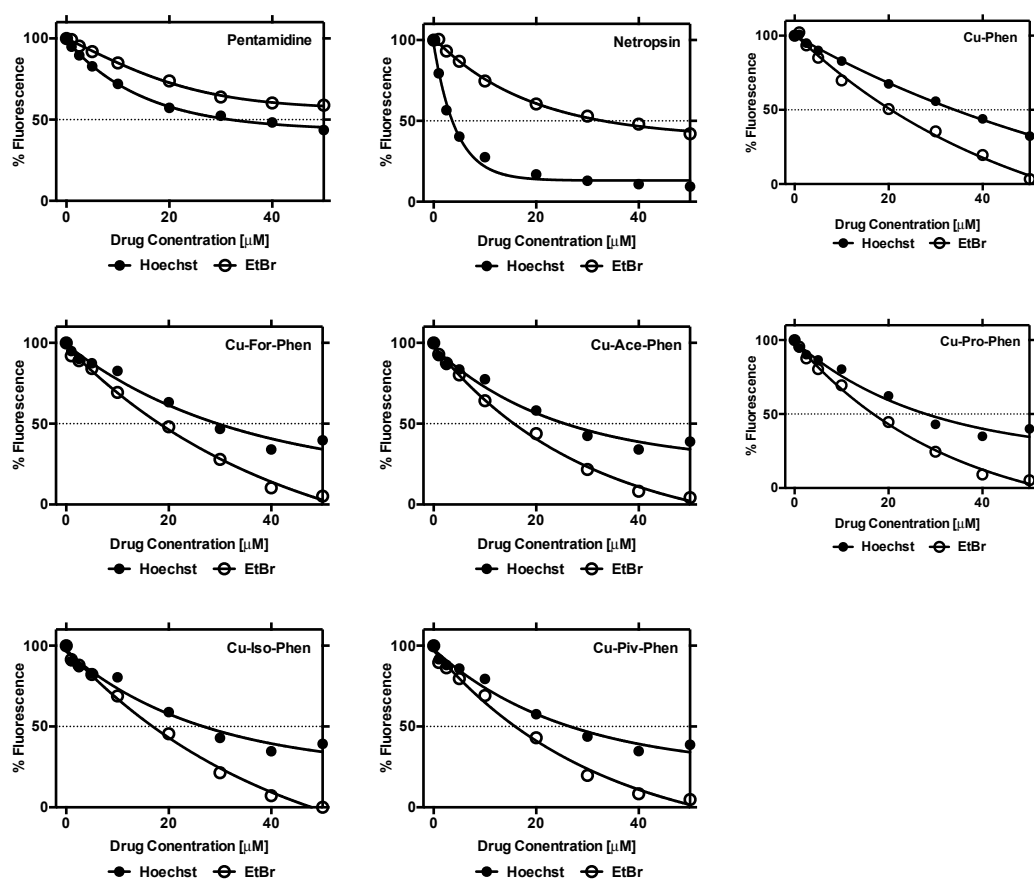 Pentamidine
100
50
0
% Fluorescence
0 20 40
Drug Conentration [μM]
Hoechst EtBr
Netropsin
100
50
0
% Fluorescence
0 20 40
Drug Conentration [μM]
Hoechst EtBr
Cu-Phen
100
50
0
% Fluorescence
0 20 40
Drug Conentration [μM]
Hoechst EtBr
Cu-For-Phen
100
50
0
% Fluorescence
0 20 40
Drug Conentration [μM]
Hoechst EtBr
Cu-Ace-Phen
100
50
0
% Fluorescence
0 20 40
Drug Conentration [μM]
Hoechst EtBr
Cu-Pro-Phen
100
50
0
% Fluorescence
0 20 40
Drug Conentration [μM]
Hoechst EtBr
Cu-Iso-Phen
100
50
0
% Fluorescence
0 20 40
Drug Conentration [μM]
Hoechst EtBr
Cu-Piv-Phen
100
50
0
% Fluorescence
0 20 40
Drug Conentration [μM]
Hoechst EtBr